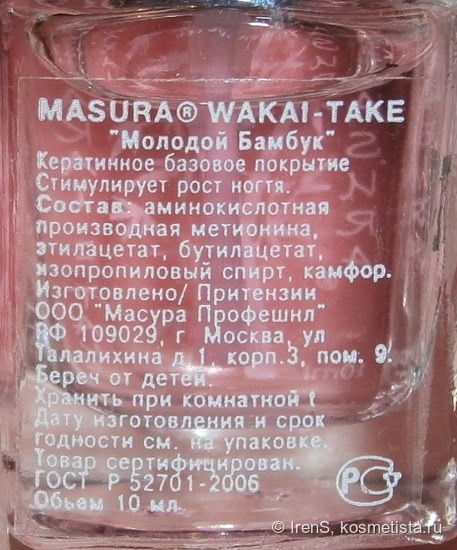 MASURA® WAKAI-TAKE
"Молодой Бамбук"
Кератинное базовое покрытие
Стимулирует рост ногтя.
Состав: аминокислотная
производная метионина,
этилацетат, бутилацетат,
изопропиловый спирт, камфор.
Изготовлено/ Притензии
ООО "Масура Профешнл"
РФ 109029, г Москва, ул
Талалихина д 1. корп.3, пом. 9.
Береч от детей.
Хранить при комнатной t
Дату изготовления и срок
годности см. на упаковке.
Товар сертифицирован.
ГОСТ Р 52701-2006
Объем 10 мл
РСТ
© IrenS, kosmetista.ru